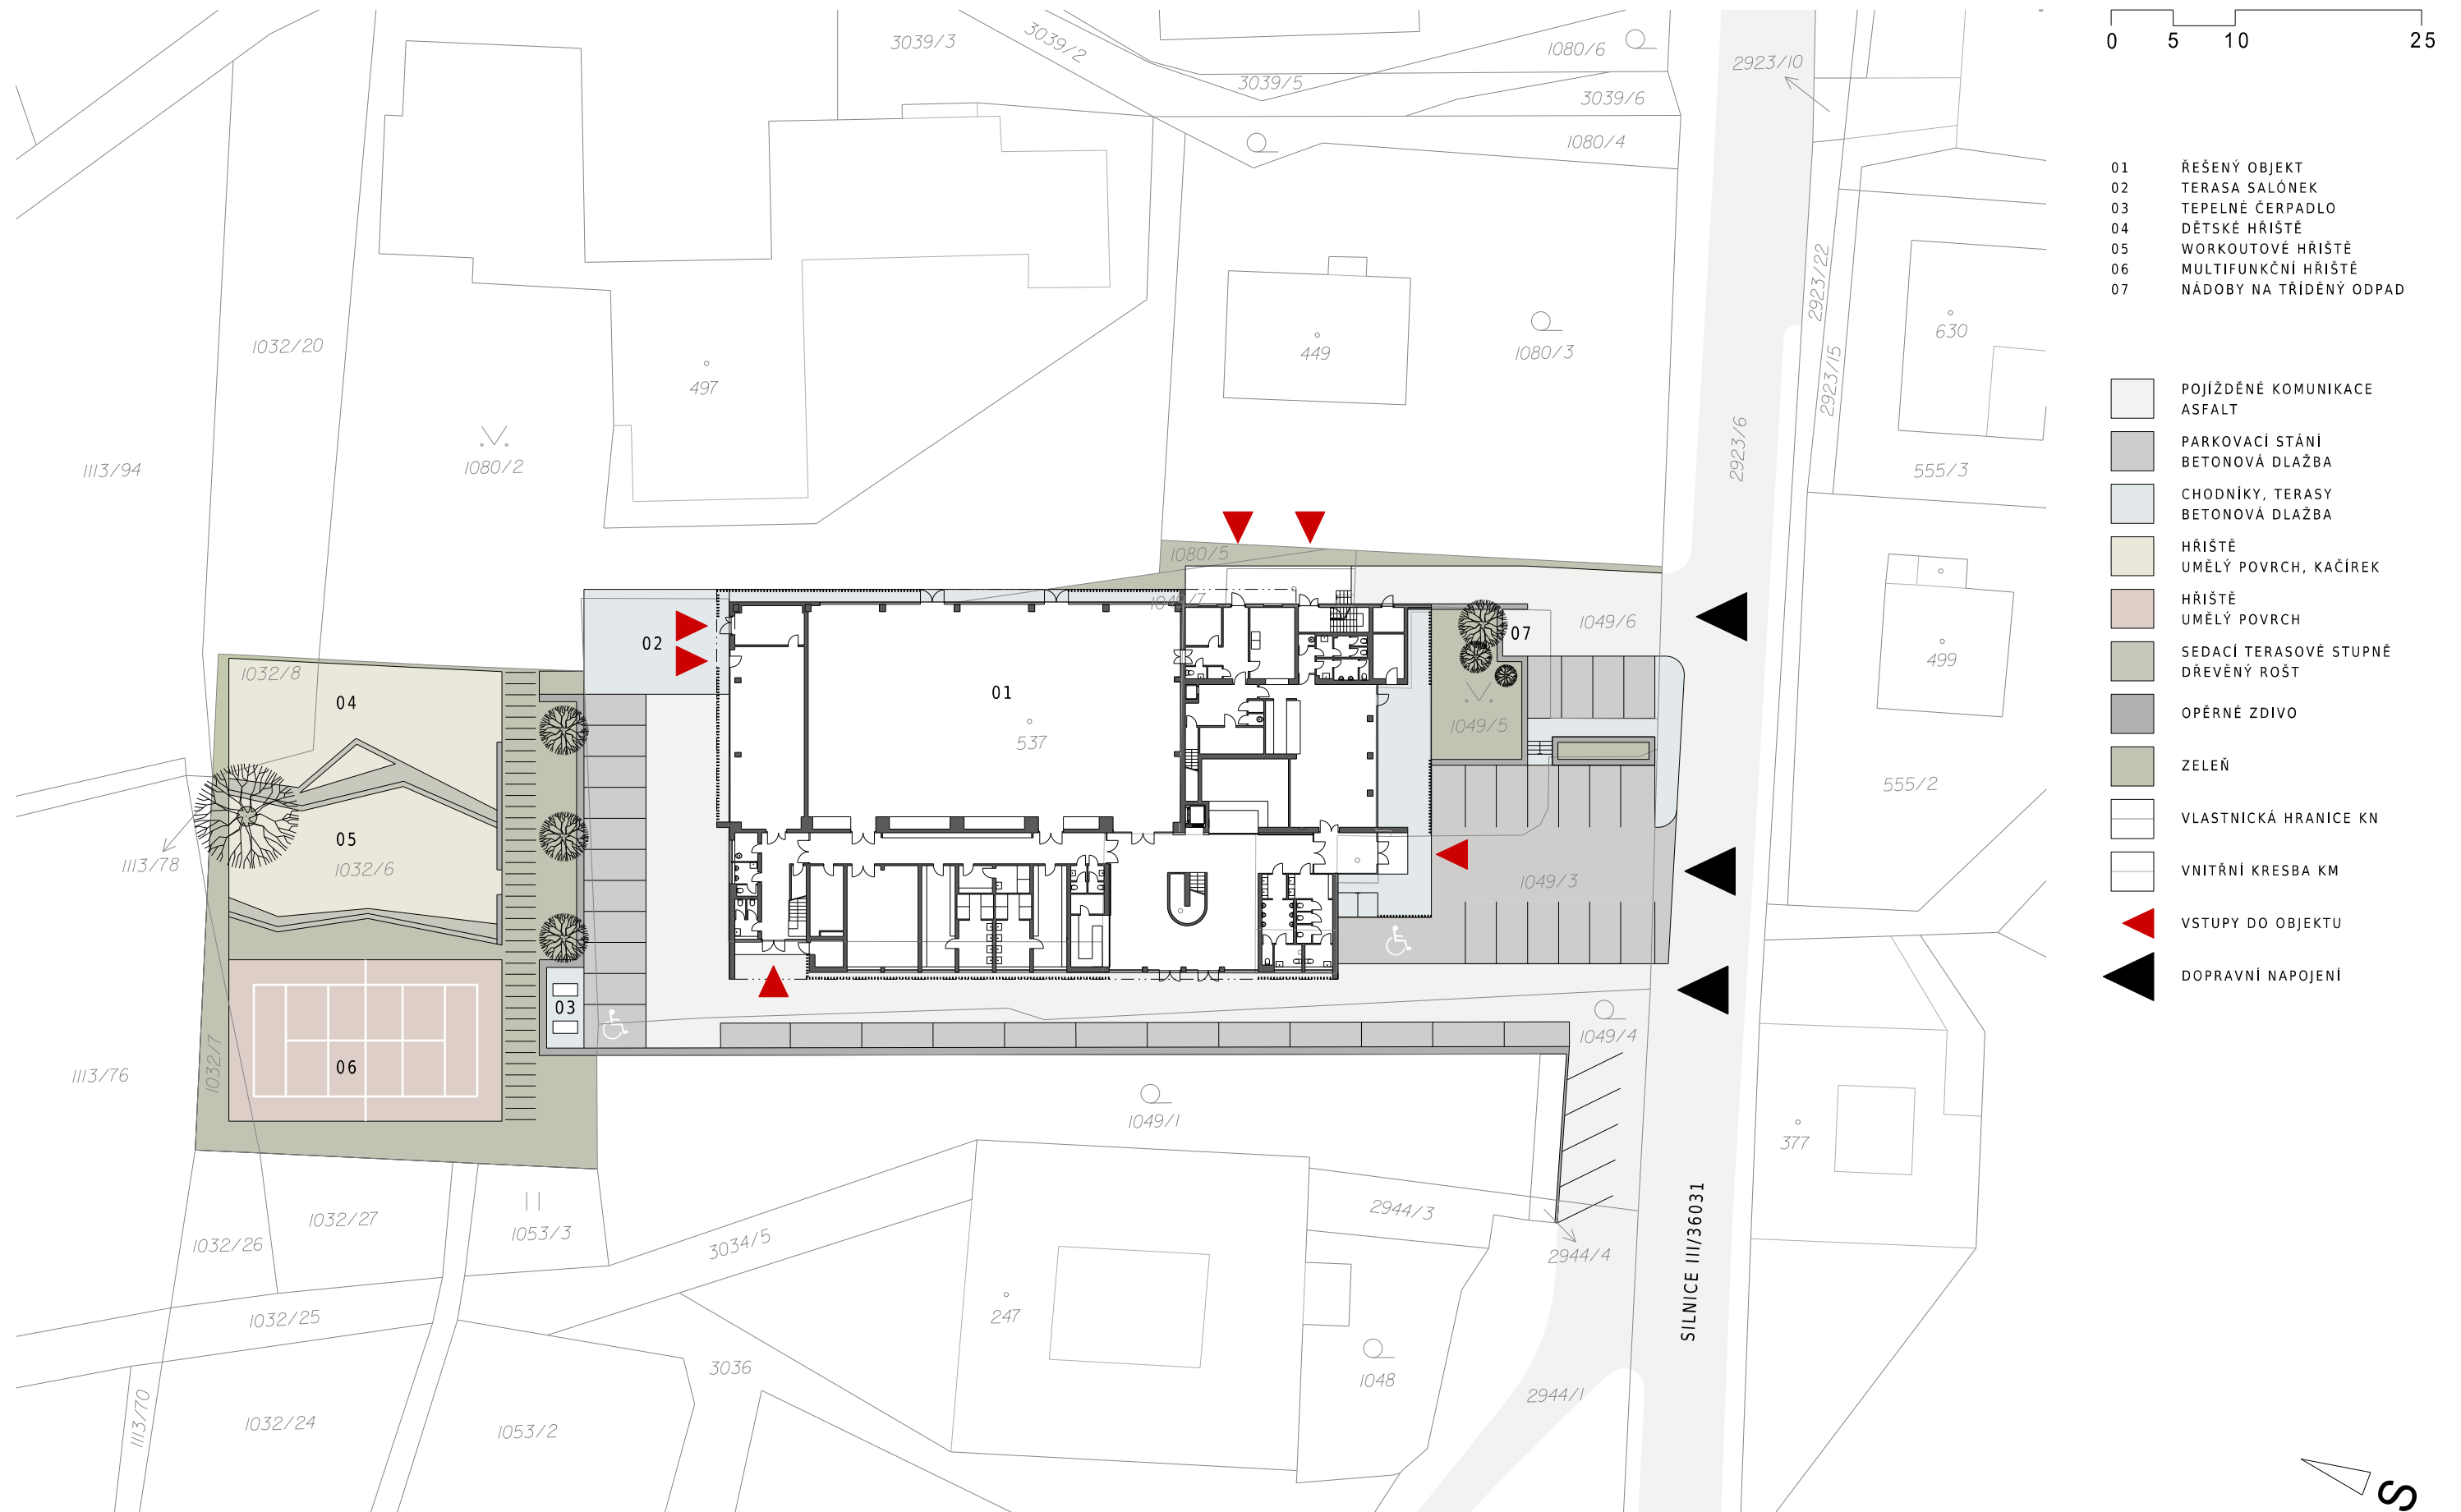 0 5 10 25
01 ŘEŠENÝ OBJEKT
02 TERASA SALÓNEK
03 TEPELNÉ ČERPADLO
04 DĚTSKÉ HŘIŠTĚ
05 WORKOUTOVÉ HŘIŠTĚ
06 MULTIFUNKČNÍ HŘIŠTĚ
07 NÁDOBY NA TŘÍDĚNÝ ODPAD
POJÍŽDĚNÉ KOMUNIKACE
ASFALT
PARKOVACÍ STÁNÍ
BETONOVÁ DLAŽBA
CHODNÍKY, TERASY
BETONOVÁ DLAŽBA
HŘIŠTĚ
UMĚLÝ POVRCH, KAČÍREK
HŘIŠTĚ
UMĚLÝ POVRCH
SEDACÍ TERASOVÉ STUPNĚ
DŘEVĚNÝ ROŠT
OPĚRNÉ ZDIVO
ZELEŇ
VLASTNICKÁ HRANICE KN
VNITŘNÍ KRESBA KM
VSTUPY DO OBJEKTU
DOPRAVNÍ NAPOJENÍ
S
3039/3
3039/2
1080/6
3039/5
3039/6
2923/10
1080/4
1032/20
497
449
1080/3
2923/22
2923/15
630
1113/94
1080/2
2923/6
555/3
1080/5
1049/7
1049/6
02
01
07
499
1032/8
04
537
1049/5
555/2
05
1113/78
1032/6
1049/3
03
1049/4
1113/76
1032/7
06
1049/1
377
1032/27
1053/3
1032/26
3034/5
2944/3
2944/4
SILNICE III/36031
1032/25
247
3036
1048
2944/1
1113/70
1032/24
1053/2